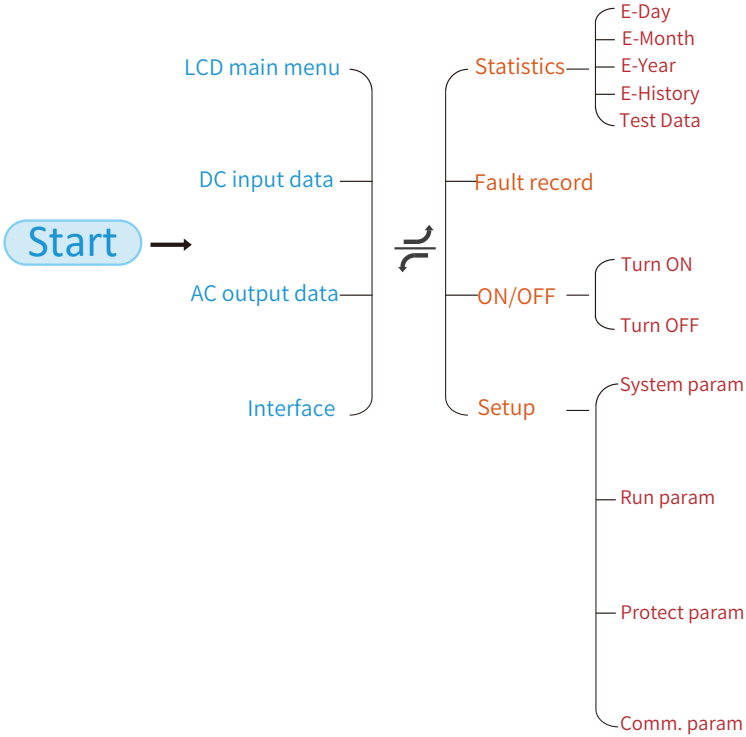 Start
LCD main menu
DC input data
AC output data
Interface
Statistics
Fault record
ON/OFF
Setup
E-Day
E-Month
E-Year
E-History
Test Data
Turn ON
Turn OFF
System param
Run param
Protect param
Comm. param